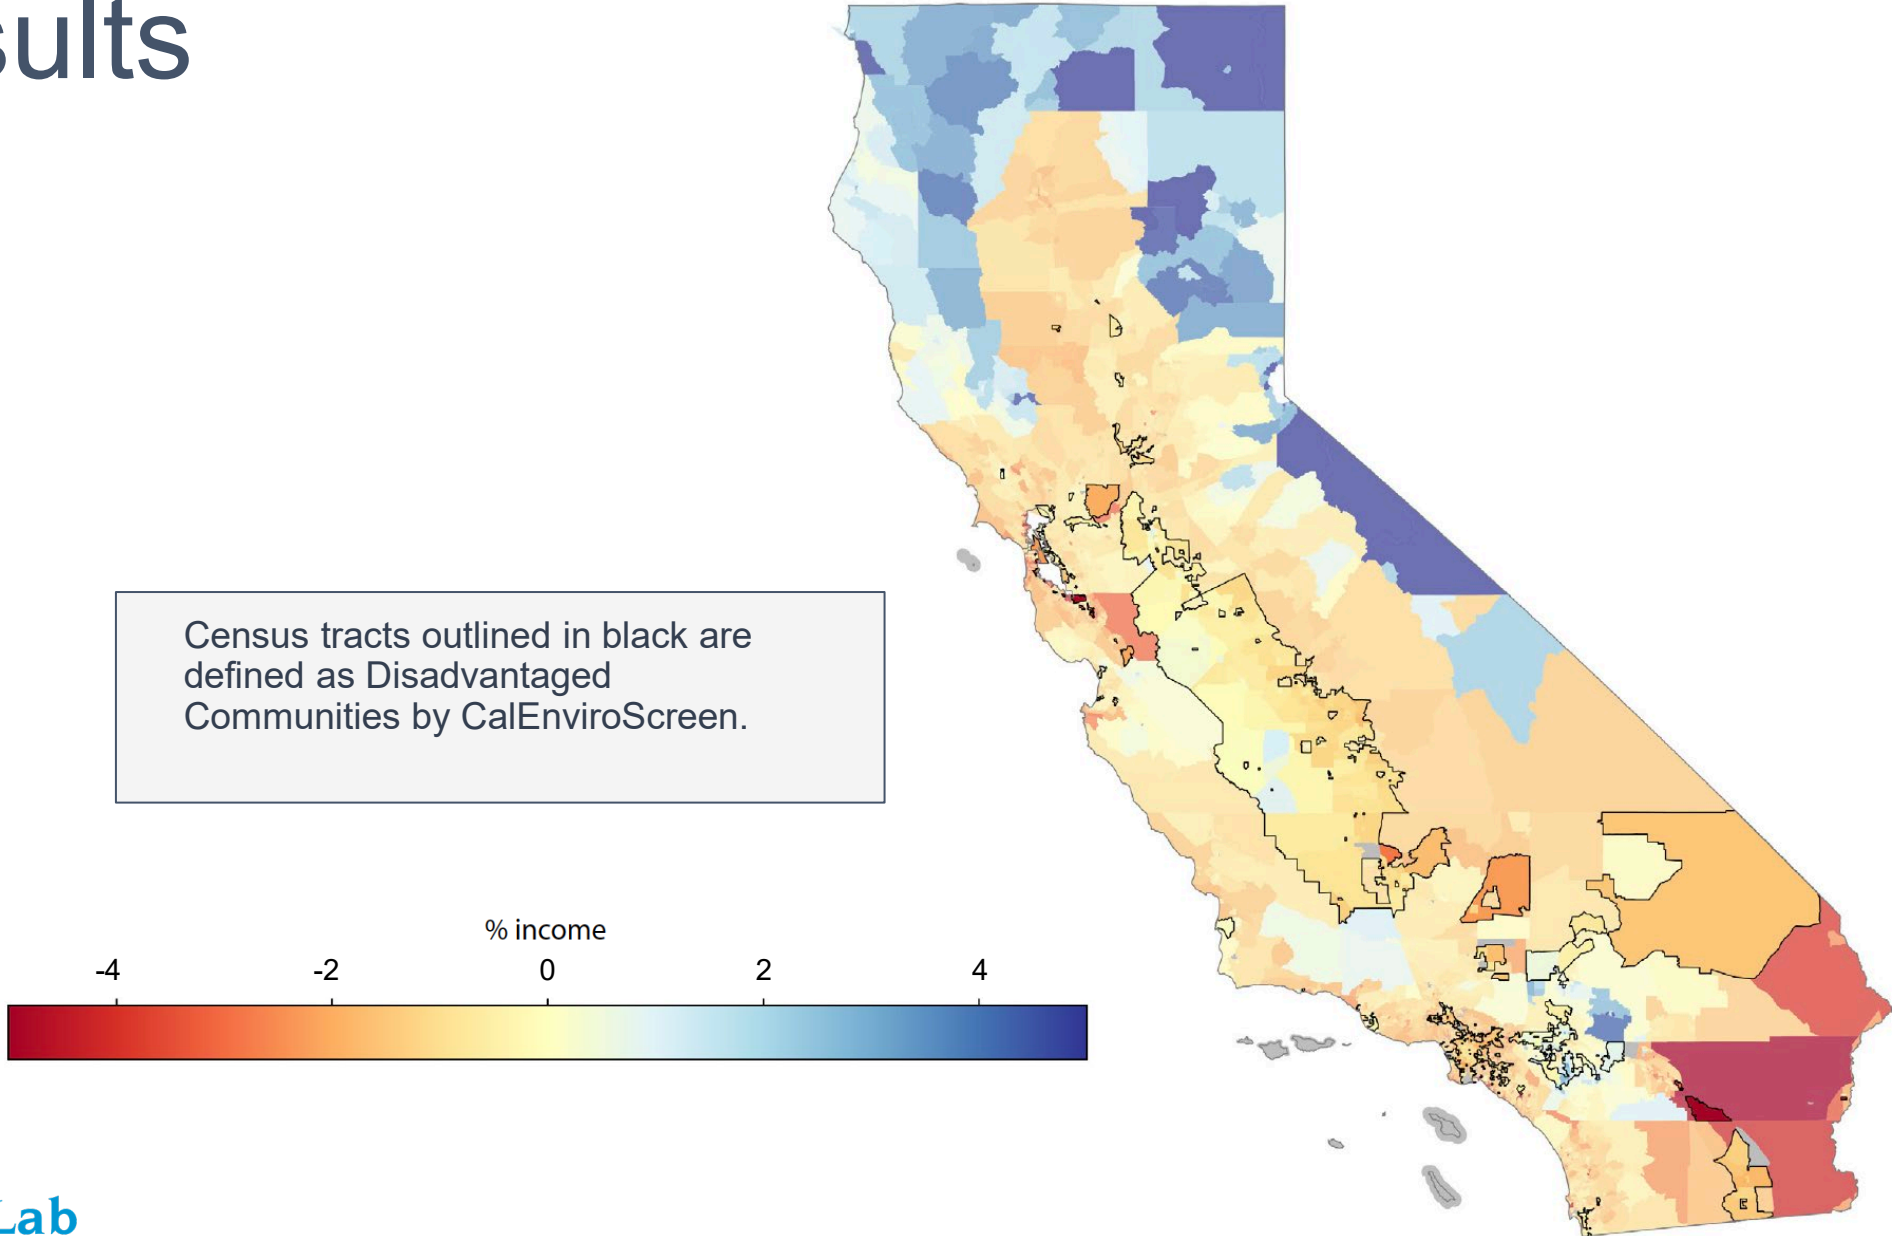 sults
Census tracts outlined in black are
defined as Disadvantaged
Communities by CalEnviroScreen.
% income
-4 -2 0 2 4
Lab